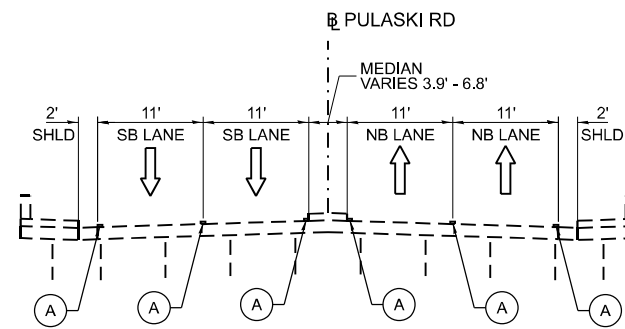 ℄ PULASKI RD
MEDIAN
VARIES 3.9' - 6.8'
2' 11' 11' 11' 11' 2'
SHLD SB LANE SB LANE NB LANE NB LANE SHLD
A A A A A A